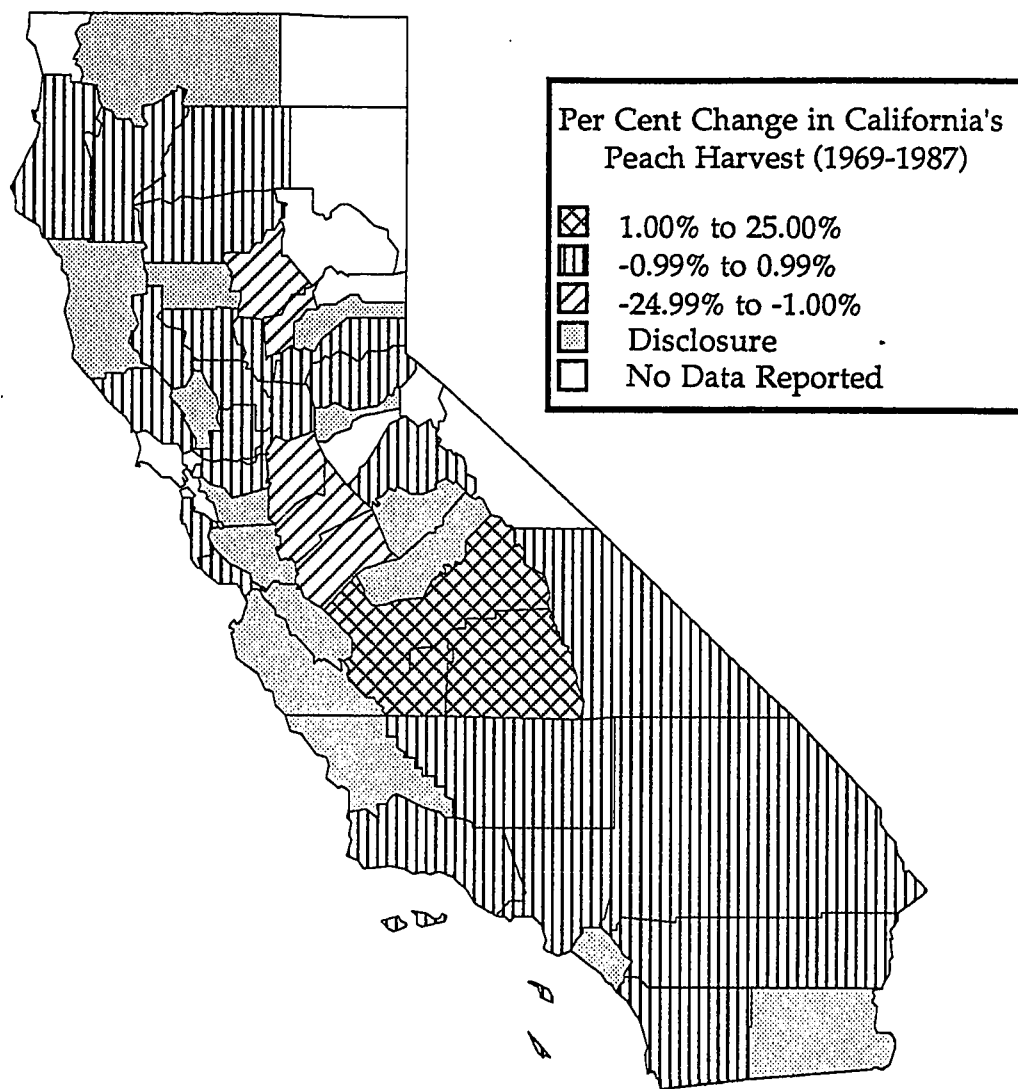 Per Cent Change in California's
Peach Harvest (1969-1987)
1.00% to 25.00%
-0.99% to 0.99%
-24.99% to -1.00%
Disclosure
No Data Reported